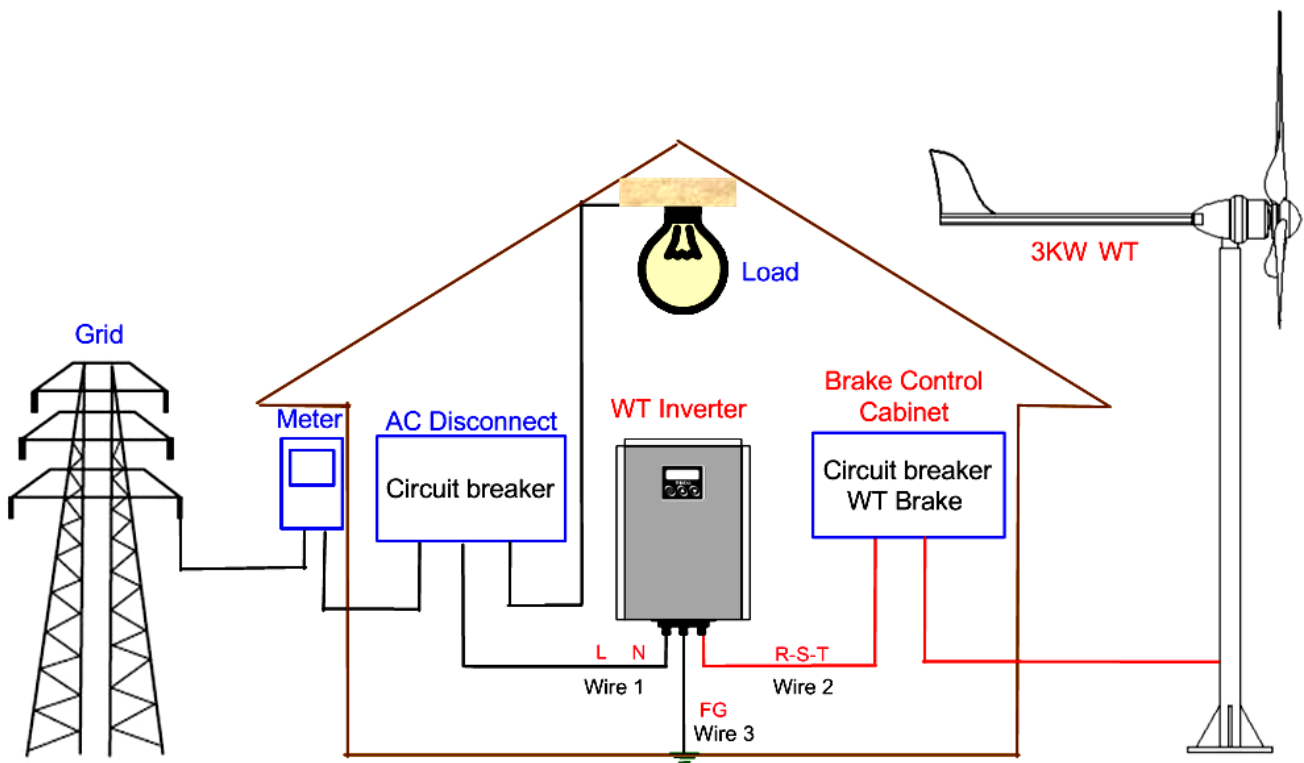 3KW WT
Load
Grid
Brake Control
Cabinet
Meter
AC Disconnect
WT Inverter
Circuit breaker
Circuit breaker
WT Brake
L N
R-S-T
Wire 1
Wire 2
FG
Wire 3